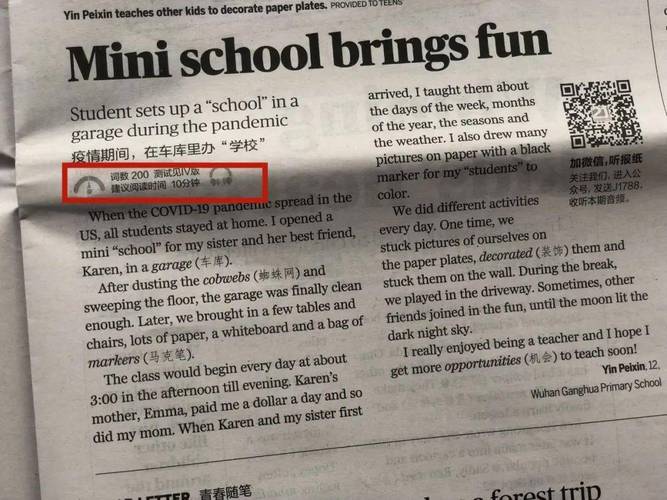 Yin Peixin teaches other kids to decorate paper plates. PROVIDED TO TEENS
Mini school brings fun
Student sets up a “school” in a
garage during the pandemic
疫情期间，在车库里办“学校”
词数 200 测试见IV版
建议阅读时间 10分钟
When the COVID-19 pandemic spread in the
US, all students stayed at home. I opened a
mini “school” for my sister and her best friend,
Karen, in a garage (车库).
After dusting the cobwebs (蜘蛛网) and
sweeping the floor, the garage was finally clean
enough. Later, we brought in a few tables and
chairs, lots of paper, a whiteboard and a bag of
markers (马克笔).
The class would begin every day at about
3:00 in the afternoon till evening. Karen’s
mother, Emma, paid me a dollar a day and so
did my mom. When Karen and my sister first
arrived, I taught them about
the days of the week, months
of the year, the seasons and
the weather. I also drew many
pictures on paper with a black
marker for my “students” to
color.
We did different activities
every day. One time, we
stuck pictures of ourselves on
the paper plates, decorated (装饰) them and
stuck them on the wall. During the break,
we played in the driveway. Sometimes, other
friends joined in the fun, until the moon lit the
dark night sky.
I really enjoyed being a teacher and I hope I
get more opportunities (机会) to teach soon!
Yin Peixin, 12,
Wuhan Ganghua Primary School
加微信，听报纸
关注我们，进入公
众号，发送J1788，
收听本期音频。
LETTER 青春随笔
forest trip